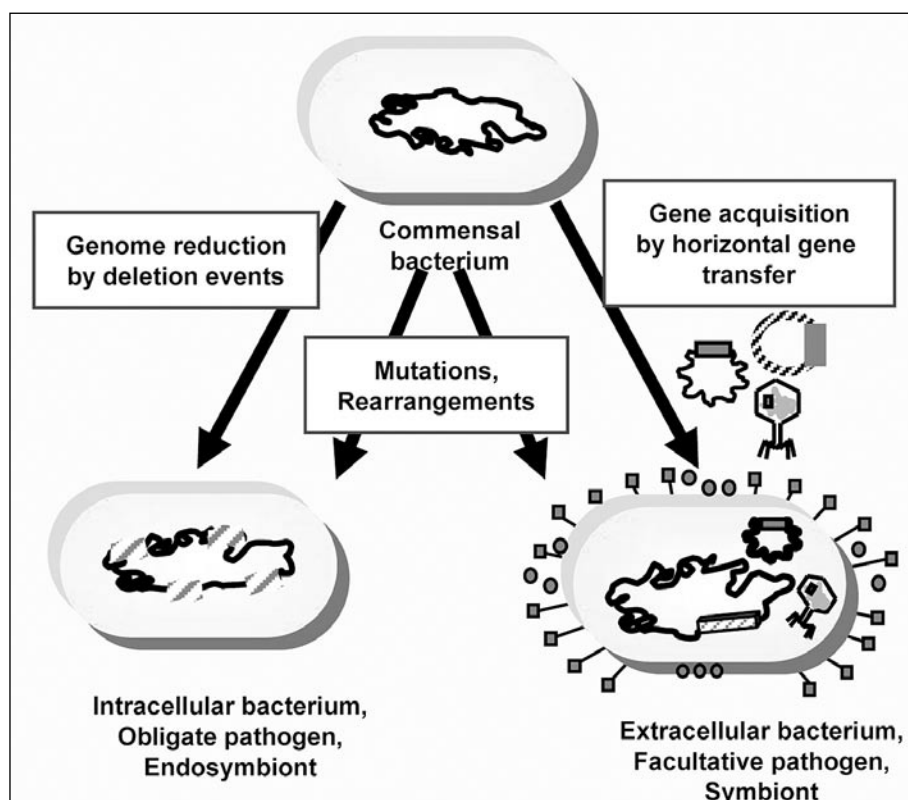 Genome reduction
by deletion events
Commensal
bacterium
Gene acquisition
by horizontal gene
transfer
Mutations,
Rearrangements
Intracellular bacterium,
Obligate pathogen,
Endosymbiont
Extracellular bacterium,
Facultative pathogen,
Symbiont